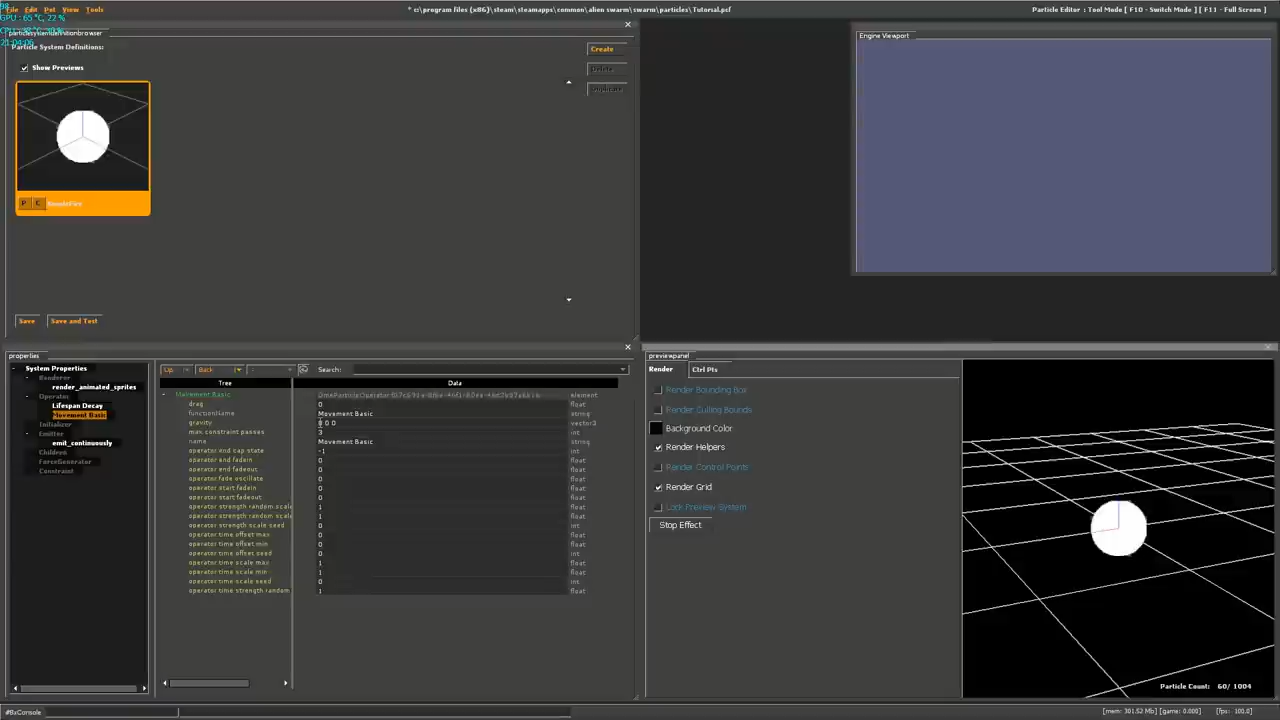 File Edit Pet View Tools
* c:\program files (x86)\steam\steamapps\common\alien swarm\swarm\particles\Tutorial.pcf
Particle Editor : Tool Mode [ F10 - Switch Mode ] [ F11 - Full Screen ]
98
GPU : 65 °C, 22 %
21:04:06
particlesystemdefinitionbrowser
Particle System Definitions:
Show Previews
Create
Delete
Duplicate
P C SimpleFire
Save
Save and Test
Engine Viewport
properties
System Properties
Renderer
render_animated_sprites
Operator
Lifespan Decay
Movement Basic
Initializer
Emitter
emit_continuously
Children
ForceGenerator
Constraint
Up
Back
Search:
Tree
Data
Movement Basic
element
drag 0 float
functionName Movement Basic string
gravity 0 0 0 vector3
max constraint passes 3 int
name Movement Basic string
operator end cap state -1 int
operator end fadein 0 float
operator end fadeout 0 float
operator fade oscillate 0 float
operator start fadein 0 float
operator start fadeout 0 float
operator strength random scale 1 float
operator strength random scale 1 float
operator strength scale seed 0 int
operator time offset max 0 float
operator time offset min 0 float
operator time offset seed 0 int
operator time scale max 1 float
operator time scale min 1 float
operator time scale seed 0 int
operator time strength random 1 float
previewpanel
Render
Ctrl Pts
Render Bounding Box
Render Culling Bounds
Background Color
Render Helpers
Render Control Points
Render Grid
Lock Preview System
Stop Effect
Particle Count: 60/ 1004
[mem: 301.52 Mb] [game: 0.000] [fps: 100.0]